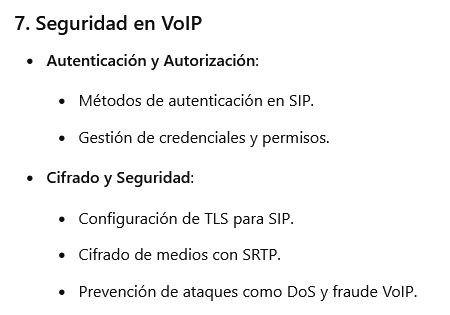 7. Seguridad en VoIP
• Autenticación y Autorización:
• Métodos de autenticación en SIP.
• Gestión de credenciales y permisos.
• Cifrado y Seguridad:
• Configuración de TLS para SIP.
• Cifrado de medios con SRTP.
• Prevención de ataques como DoS y fraude VoIP.